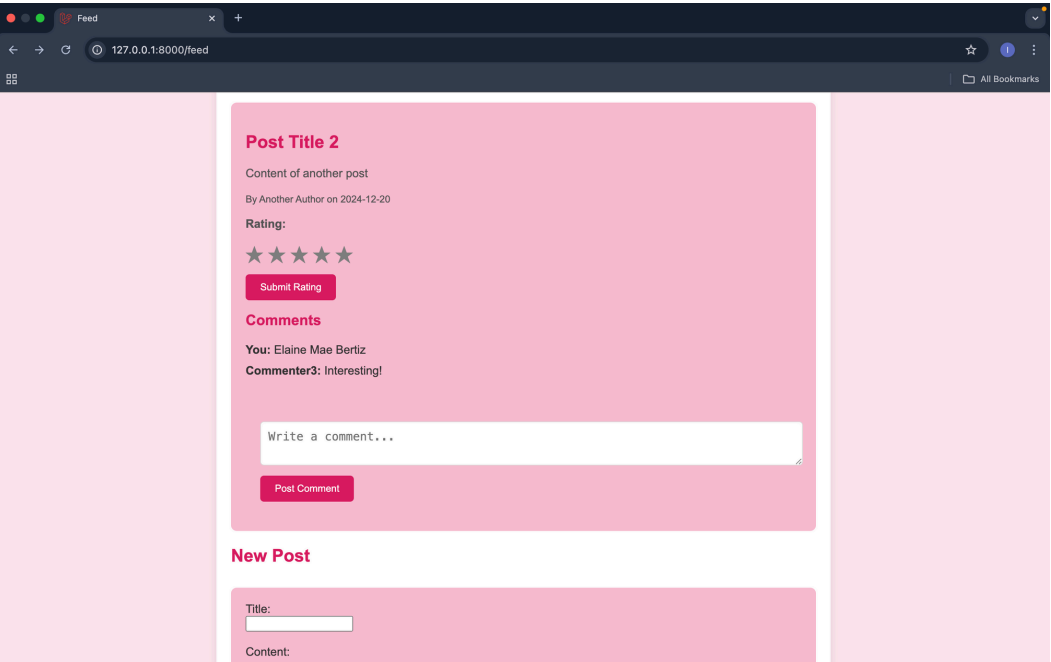 Feed
127.0.0.1:8000/feed
I
All Bookmarks
Post Title 2
Content of another post
By Another Author on 2024-12-20
Rating:
Submit Rating
Comments
You: Elaine Mae Bertiz
Commenter3: Interesting!
Write a comment...
Post Comment
New Post
Title:
Content: